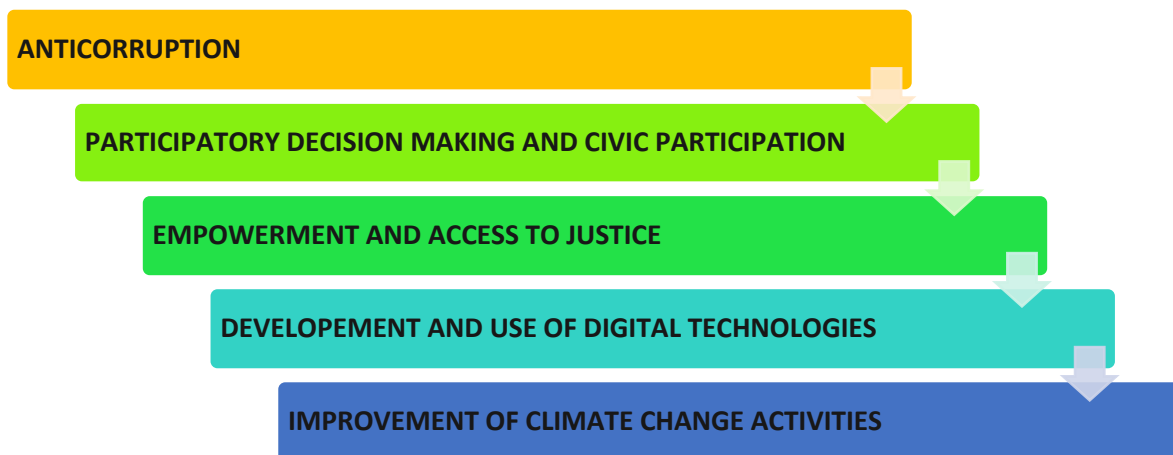 ANTICORRUPTION
PARTICIPATORY DECISION MAKING AND CIVIC PARTICIPATION
EMPOWERMENT AND ACCESS TO JUSTICE
DEVELOPEMENT AND USE OF DIGITAL TECHNOLOGIES
IMPROVEMENT OF CLIMATE CHANGE ACTIVITIES